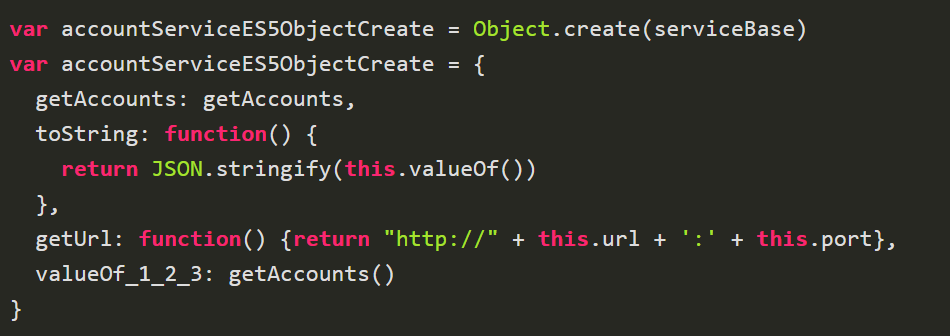 var accountServiceES5ObjectCreate = Object.create(serviceBase)
var accountServiceES5ObjectCreate = {
  getAccounts: getAccounts,
  toString: function() {
    return JSON.stringify(this.valueOf())
  },
  getUrl: function() {return "http://" + this.url + ':' + this.port},
  valueOf_1_2_3: getAccounts()
}